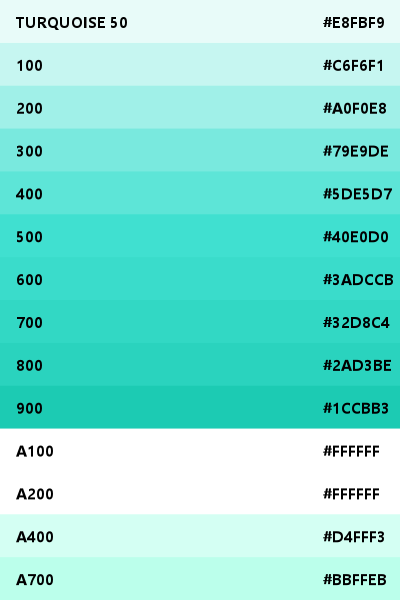 TURQUOISE 50 #E8FBF9
100 #C6F6F1
200 #A0F0E8
300 #79E9DE
400 #5DE5D7
500 #40E0D0
600 #3ADCCB
700 #32D8C4
800 #2AD3BE
900 #1CCBB3
A100 #FFFFFF
A200 #FFFFFF
A400 #D4FFF3
A700 #BBFFEB